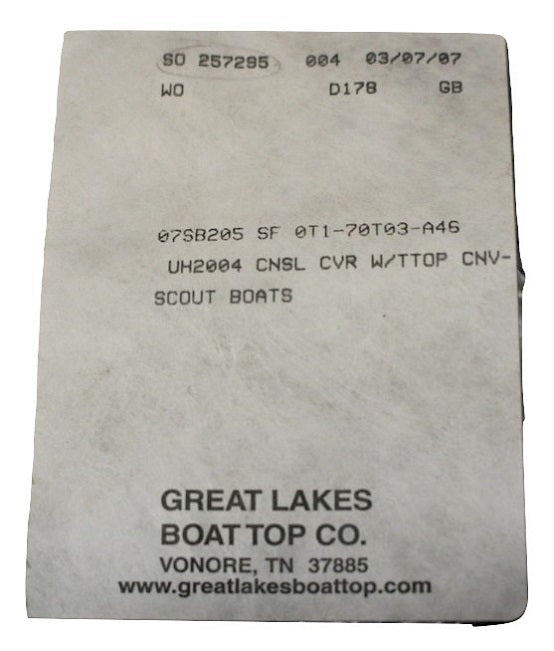 SO 257295 004 03/07/07
WO D178 GB
07SB205 SF 0T1-70T03-A46
UH2004 CNSL CVR W/TTOP CNV-
SCOUT BOATS
GREAT LAKES
BOAT TOP CO.
VONORE, TN 37885
www.greatlakesboattop.com